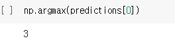 [ ] np.argmax(predictions[0])
3